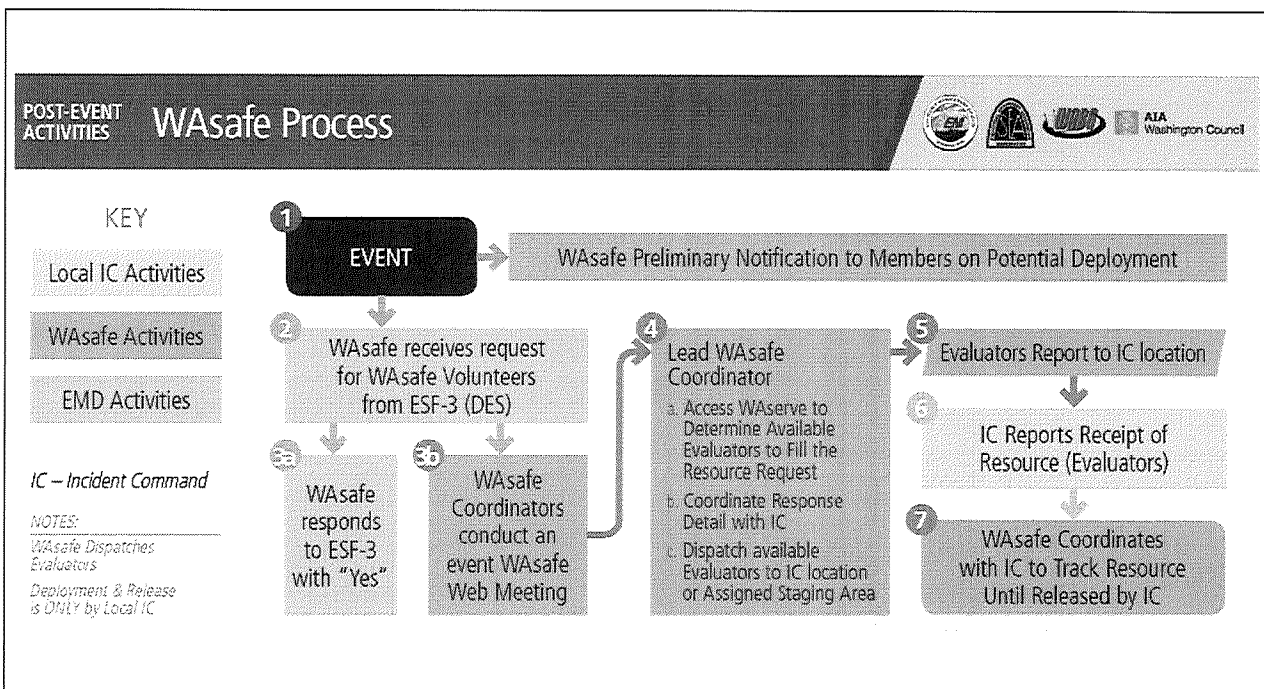 POST-EVENT
ACTIVITIES
WAsafe Process
AIA
Washington Council
KEY
Local IC Activities
WAsafe Activities
EMD Activities
IC – Incident Command
NOTES:
WAsafe Dispatches
Evaluators
Deployment & Release
is ONLY by Local IC
1
EVENT
WAsafe Preliminary Notification to Members on Potential Deployment
2
WAsafe receives request
for WAsafe Volunteers
from ESF-3 (DES)
3a
WAsafe
responds
to ESF-3
with "Yes"
3b
WAsafe
Coordinators
conduct an
event WAsafe
Web Meeting
4
Lead WAsafe
Coordinator
a. Access WAserve to
Determine Available
Evaluators to Fill the
Resource Request
b. Coordinate Response
Detail with IC
c. Dispatch available
Evaluators to IC location
or Assigned Staging Area
5
Evaluators Report to IC location
6
IC Reports Receipt of
Resource (Evaluators)
7
WAsafe Coordinates
with IC to Track Resource
Until Released by IC